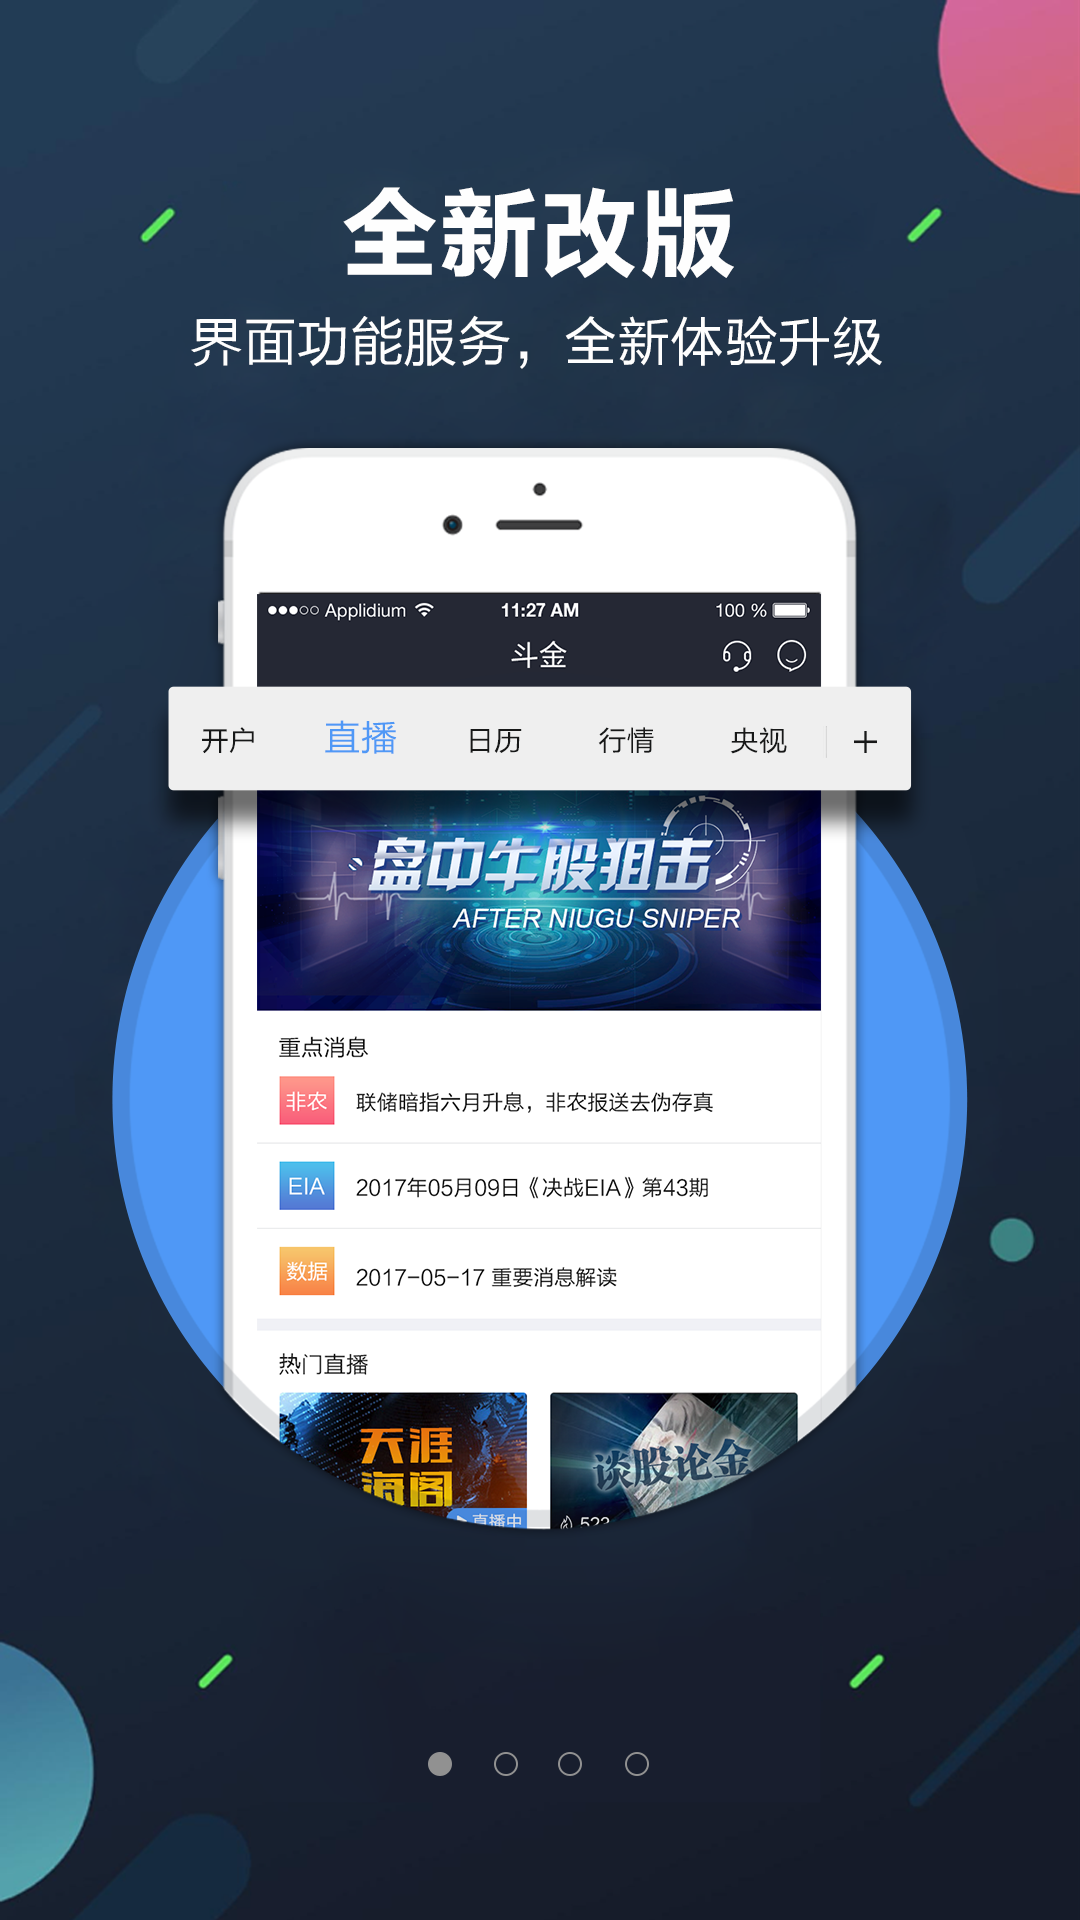 全新改版
界面功能服务，全新体验升级
Applidium 11:27 AM 100 %
斗金
开户 直播 日历 行情 央视 +
盘中牛股狙击
AFTER NIUGU SNIPER
重点消息
非农 联储暗指六月升息，非农报送去伪存真
EIA 2017年05月09日《决战EIA》第43期
数据 2017-05-17 重要消息解读
热门直播
天涯
海阁
谈股论金
直播中
522